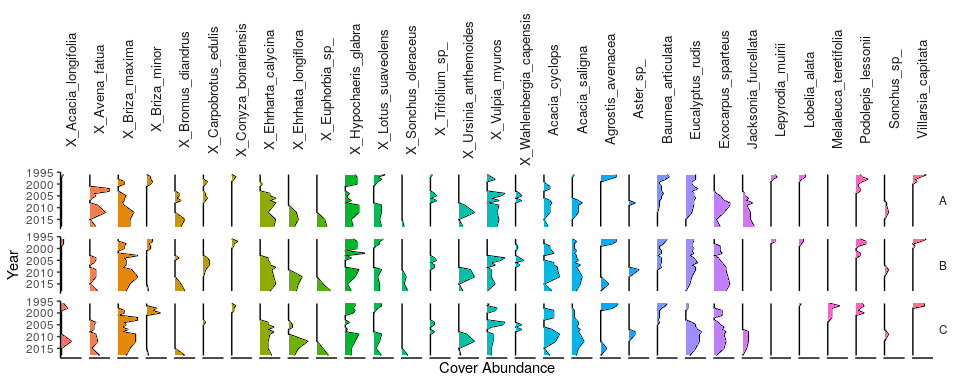 X_Acacia_longifolia
X_Avena_fatua
X_Briza_maxima
X_Briza_minor
X_Bromus_diandrus
X_Carpobrotus_edulis
X_Conyza_bonariensis
X_Ehrharta_calycina
X_Ehrhata_longiflora
X_Euphorbia_sp_
X_Hypochaeris_glabra
X_Lotus_suaveolens
X_Sonchus_oleraceus
X_Trifolium_sp_
X_Ursinia_anthemoides
X_Vulpia_myuros
X_Wahlenbergia_capensis
Acacia_cyclops
Acacia_saligna
Agrostis_avenacea
Aster_sp_
Baumea_articulata
Eucalyptus_rudis
Exocarpus_sparteus
Jacksonia_furcellata
Lepyrodia_muirii
Lobelia_alata
Melaleuca_teretifolia
Podolepis_lessonii
Sonchus_sp_
Villarsia_capitata
Year
1995
2000
2005
2010
2015
A
1995
2000
2005
2010
2015
B
1995
2000
2005
2010
2015
C
Cover Abundance